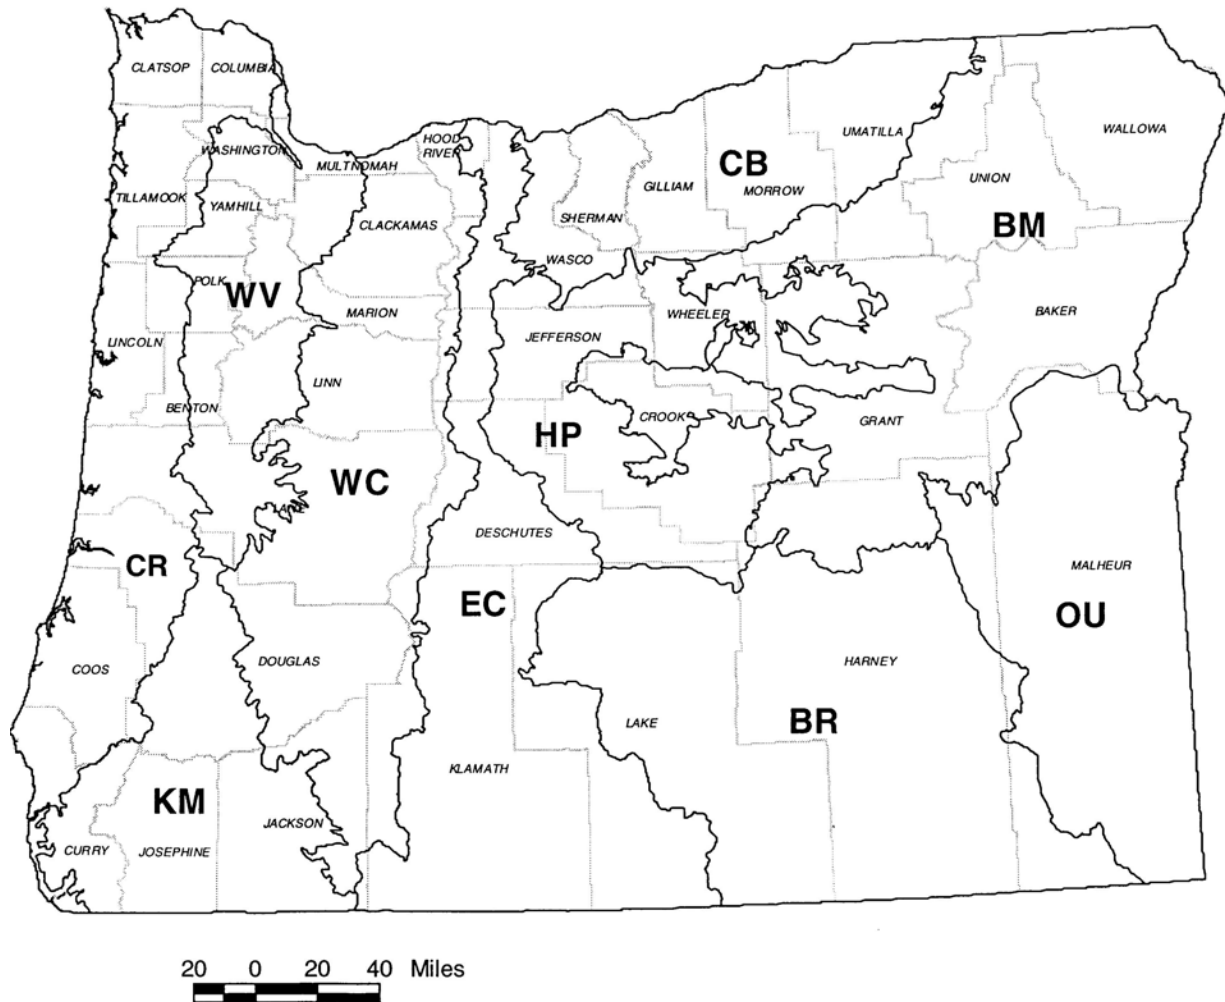 CLATSOP
COLUMBIA
WASHINGTON
HOOD
RIVER
MULTNOMAH
TILLAMOOK
YAMHILL
CLACKAMAS
SHERMAN
GILLIAM
CB
MORROW
UMATILLA
WALLOWA
UNION
BM
WASCO
POLK
WV
MARION
WHEELER
BAKER
LINCOLN
JEFFERSON
LINN
BENTON
CROOK
GRANT
HP
WC
DESCHUTES
CR
EC
MALHEUR
OU
COOS
DOUGLAS
HARNEY
LAKE
BR
KLAMATH
KM
JACKSON
CURRY
JOSEPHINE
20 0 20 40 Miles